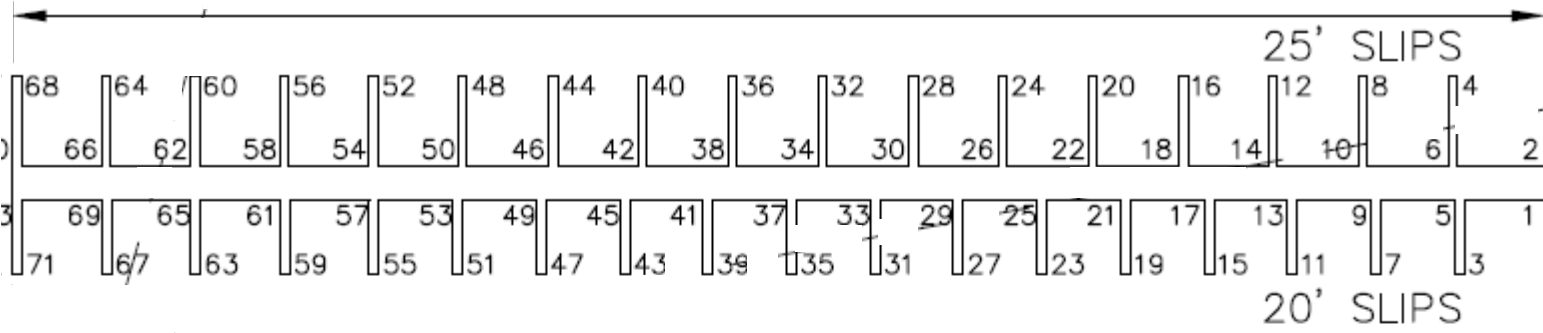 25' SLIPS
68 64 60 56 52 48 44 40 36 32 28 24 20 16 12 8 4
66 62 58 54 50 46 42 38 34 30 26 22 18 14 10 6 2
69 65 61 57 53 49 45 41 37 33 29 25 21 17 13 9 5 1
71 67 63 59 55 51 47 43 39 35 31 27 23 19 15 11 7 3
20' SLIPS